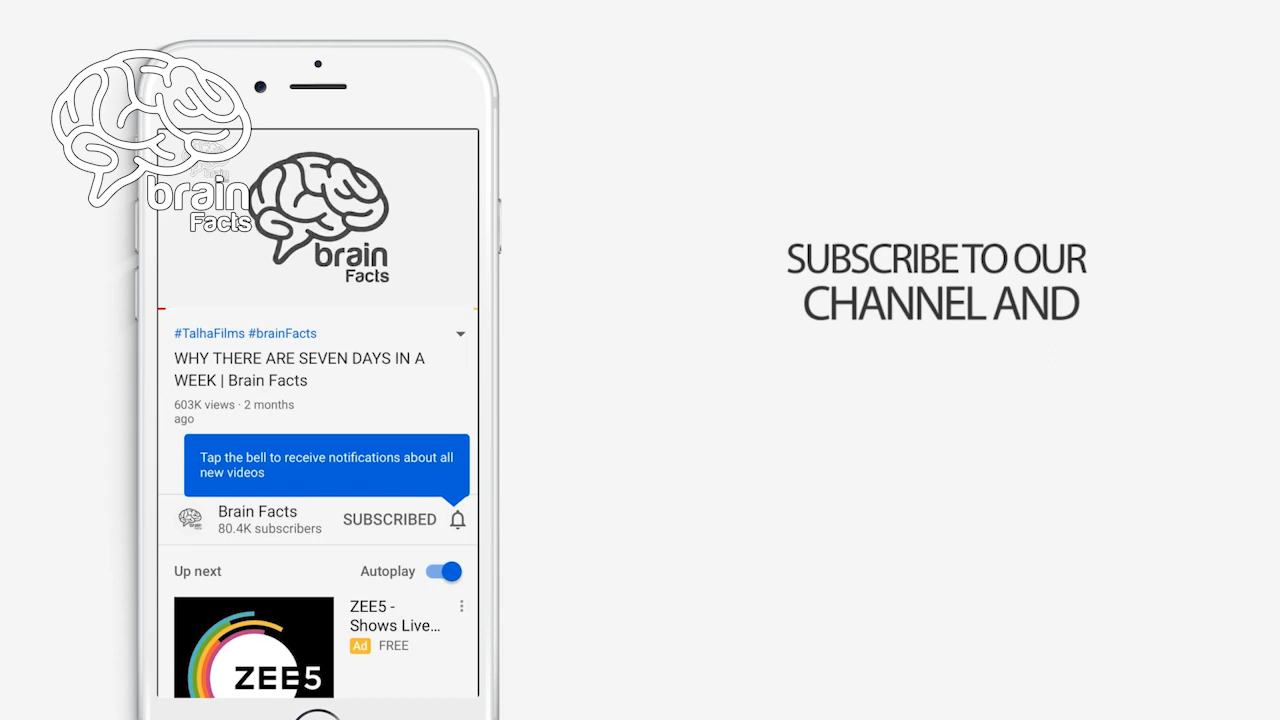 brain
Facts
brain
Facts
#TalhaFilms #brainFacts
WHY THERE ARE SEVEN DAYS IN A
WEEK | Brain Facts
603K views · 2 months
ago
Tap the bell to receive notifications about all
new videos
Brain Facts
80.4K subscribers
SUBSCRIBED
Up next
Autoplay
ZEE5 -
Shows Live...
Ad FREE
ZEE5
SUBSCRIBE TO OUR
CHANNEL AND